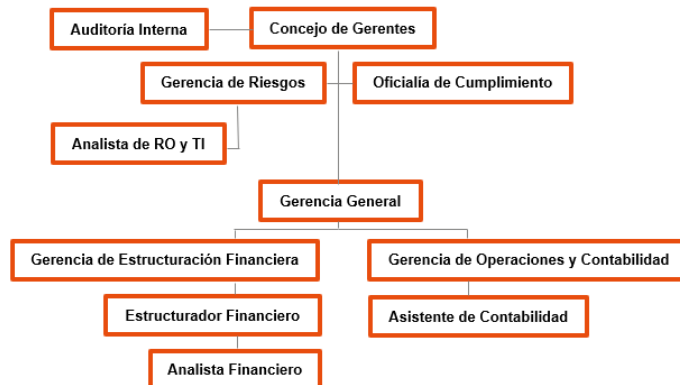 Auditoría Interna
Concejo de Gerentes
Gerencia de Riesgos
Oficialía de Cumplimiento
Analista de RO y TI
Gerencia General
Gerencia de Estructuración Financiera
Gerencia de Operaciones y Contabilidad
Estructurador Financiero
Asistente de Contabilidad
Analista Financiero